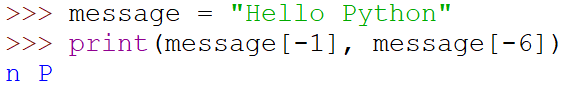 >>> message = "Hello Python"
>>> print(message[-1], message[-6])
n P